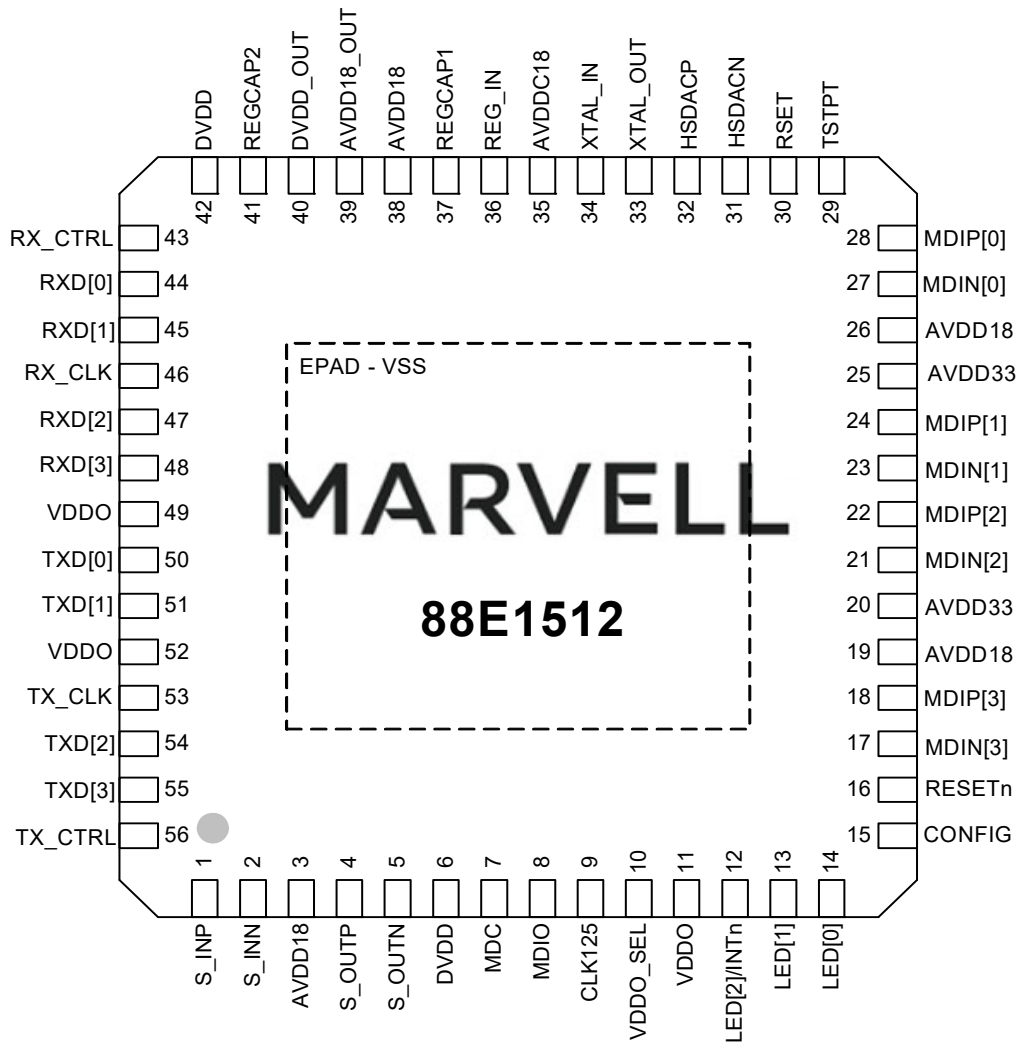 DVDD
REGCAP2
DVDD_OUT
AVDD18_OUT
AVDD18
REGCAP1
REG_IN
AVDDC18
XTAL_IN
XTAL_OUT
HSDACP
HSDACN
RSET
TSTPT
42 41 40 39 38 37 36 35 34 33 32 31 30 29
RX_CTRL 43
RXD[0] 44
RXD[1] 45
RX_CLK 46
RXD[2] 47
RXD[3] 48
VDDO 49
TXD[0] 50
TXD[1] 51
VDDO 52
TX_CLK 53
TXD[2] 54
TXD[3] 55
TX_CTRL 56
EPAD - VSS
MARVELL
88E1512
28 MDIP[0]
27 MDIN[0]
26 AVDD18
25 AVDD33
24 MDIP[1]
23 MDIN[1]
22 MDIP[2]
21 MDIN[2]
20 AVDD33
19 AVDD18
18 MDIP[3]
17 MDIN[3]
16 RESETn
15 CONFIG
1 2 3 4 5 6 7 8 9 10 11 12 13 14
S_INP
S_INN
AVDD18
S_OUTP
S_OUTN
DVDD
MDC
MDIO
CLK125
VDDO_SEL
VDDO
LED[2]/INTn
LED[1]
LED[0]